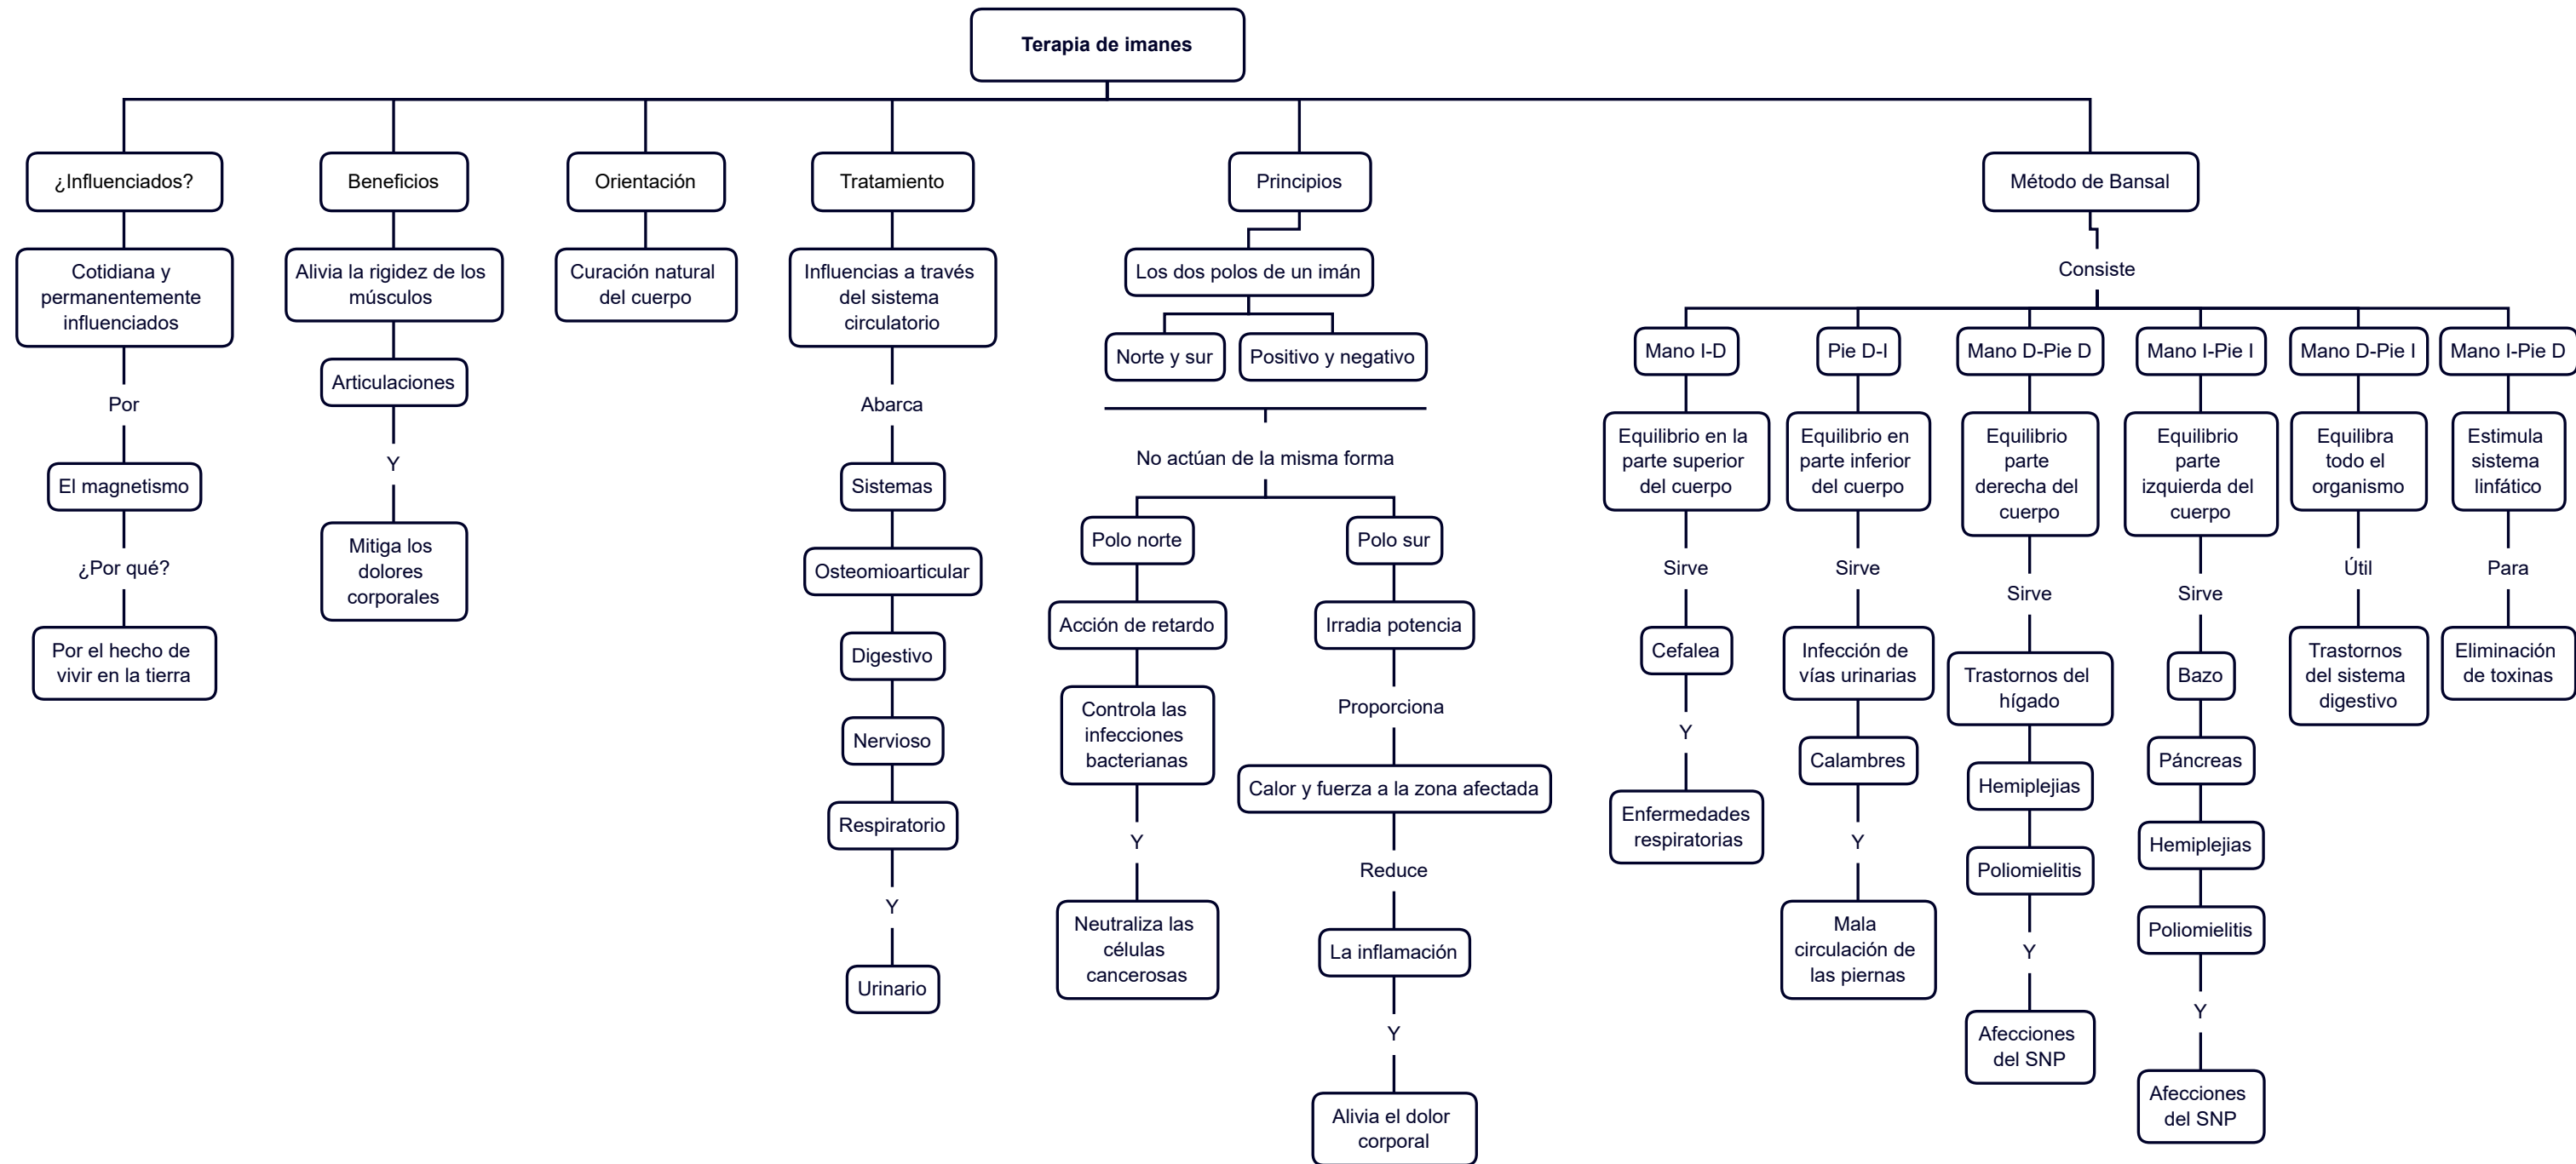 Terapia de imanes
¿Influenciados?
Cotidiana y
permanentemente
influenciados
Por
El magnetismo
¿Por qué?
Por el hecho de
vivir en la tierra
Beneficios
Alivia la rigidez de los
músculos
Articulaciones
Y
Mitiga los
dolores
corporales
Orientación
Curación natural
del cuerpo
Tratamiento
Influencias a través
del sistema
circulatorio
Abarca
Sistemas
Osteomioarticular
Digestivo
Nervioso
Respiratorio
Y
Urinario
Principios
Los dos polos de un imán
Norte y sur
Positivo y negativo
No actúan de la misma forma
Polo norte
Acción de retardo
Controla las
infecciones
bacterianas
Y
Neutraliza las
células
cancerosas
Polo sur
Irradia potencia
Proporciona
Calor y fuerza a la zona afectada
Reduce
La inflamación
Y
Alivia el dolor
corporal
Método de Bansal
Consiste
Mano I-D
Equilibrio en la
parte superior
del cuerpo
Sirve
Cefalea
Y
Enfermedades
respiratorias
Pie D-I
Equilibrio en
parte inferior
del cuerpo
Sirve
Infección de
vías urinarias
Calambres
Y
Mala
circulación de
las piernas
Mano D-Pie D
Equilibrio
parte
derecha del
cuerpo
Sirve
Trastornos del
hígado
Hemiplejias
Poliomielitis
Y
Afecciones
del SNP
Mano I-Pie I
Equilibrio
parte
izquierda del
cuerpo
Sirve
Bazo
Páncreas
Hemiplejias
Poliomielitis
Y
Afecciones
del SNP
Mano D-Pie I
Equilibra
todo el
organismo
Útil
Trastornos
del sistema
digestivo
Mano I-Pie D
Estimula
sistema
linfático
Para
Eliminación
de toxinas